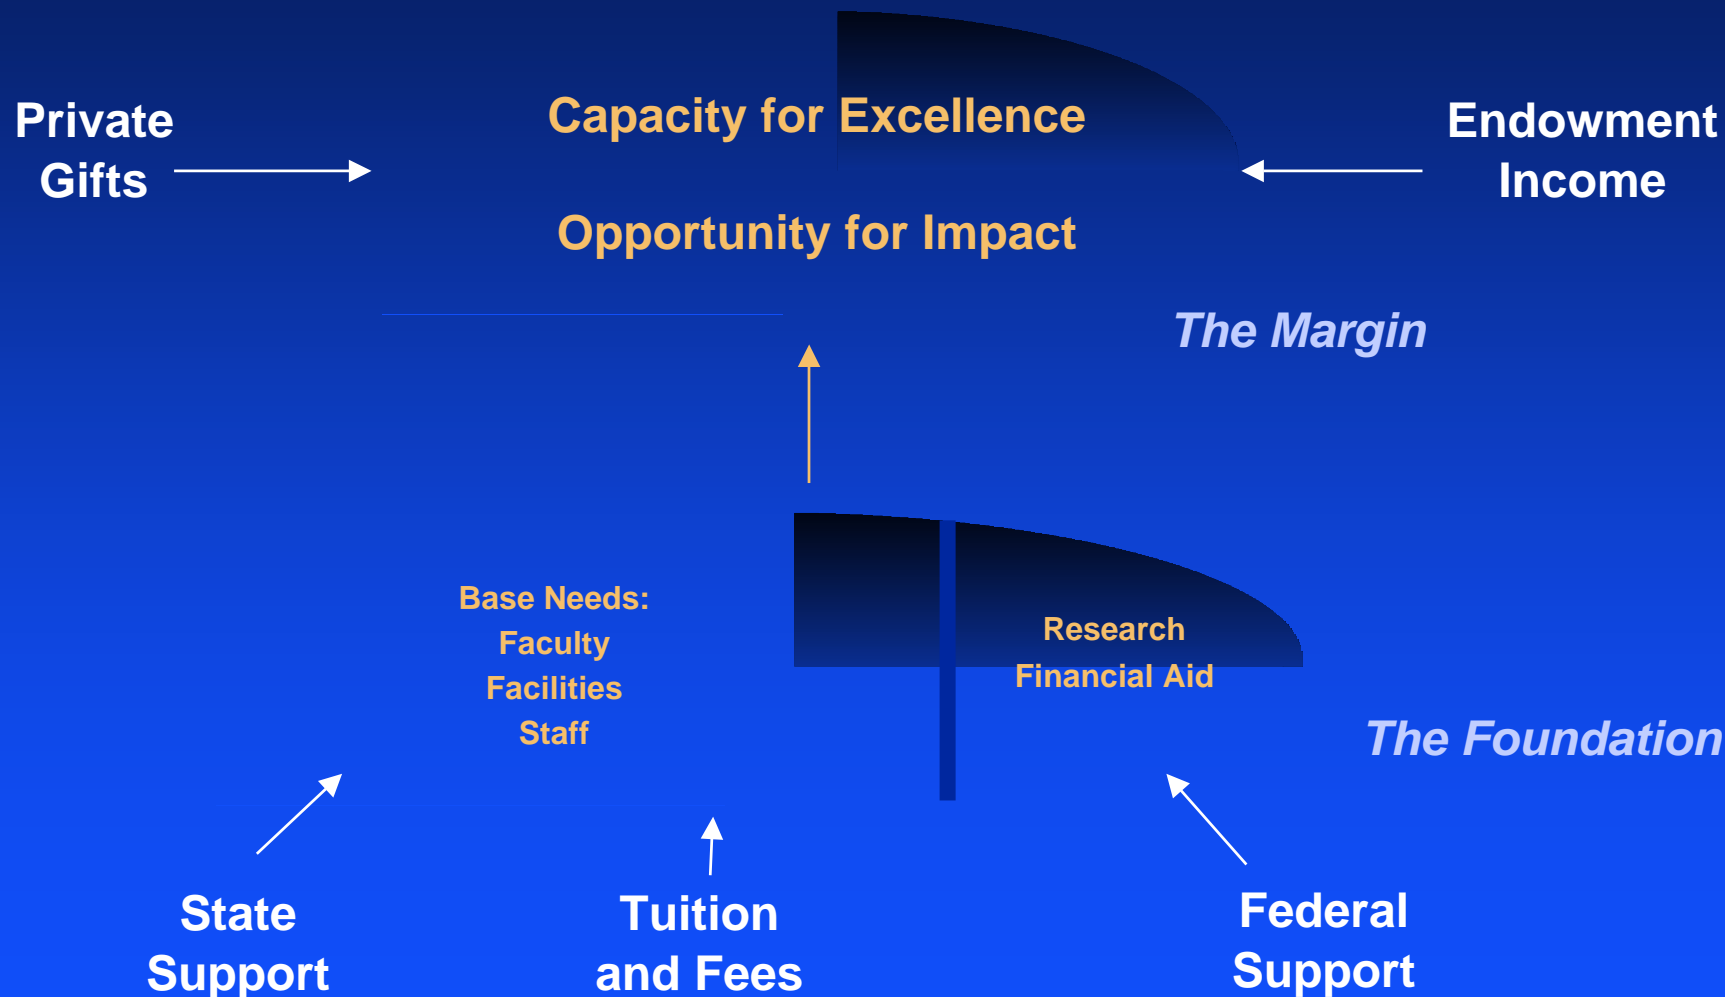 Private
Gifts
Capacity for Excellence
Opportunity for Impact
Endowment
Income
The Margin
Base Needs:
Faculty
Facilities
Staff
Research
Financial Aid
The Foundation
State
Support
Tuition
and Fees
Federal
Support